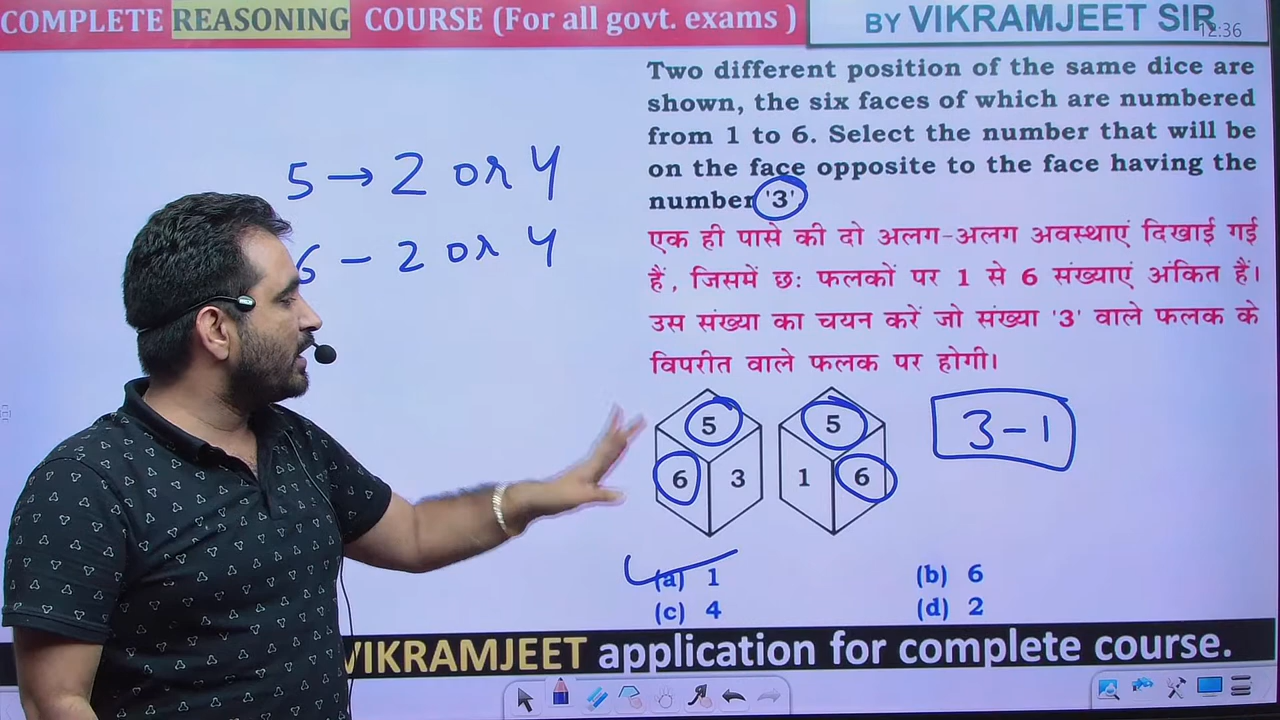 COMPLETE REASONING COURSE (For all govt. exams )
BY VIKRAMJEET SIR
12:36
Two different position of the same dice are
shown, the six faces of which are numbered
from 1 to 6. Select the number that will be
on the face opposite to the face having the
number '3'.
एक ही पासे की दो अलग-अलग अवस्थाएं दिखाई गई
हैं, जिसमें छः फलकों पर 1 से 6 संख्याएं अंकित हैं।
उस संख्या का चयन करें जो संख्या '3' वाले फलक के
विपरीत वाले फलक पर होगी।
5 → 2 or 4
6 - 2 or 4
5 5
6 3 1 6
3-1
(a) 1 (b) 6
(c) 4 (d) 2
VIKRAMJEET application for complete course.